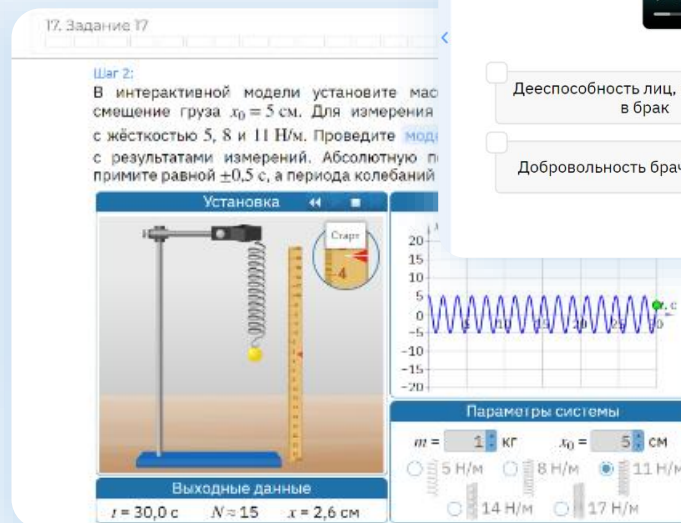 17. Задание 17
Шаг 2:
В интерактивной модели установите мас
смещение груза x₀ = 5 см. Для измерения
с жёсткостью 5, 8 и 11 Н/м. Проведите моде
с результатами измерений. Абсолютную п
примите равной ±0,5 с, а периода колебаний
Установка
Старт
4
Выходные данные
t = 30,0 с N ≈ 15 x = 2,6 см
20
15
10
5
0
-5
-10
-15
-20
Параметры системы
m = 1 кг x₀ = 5 см
5 Н/м 8 Н/м 11 Н/м
14 Н/м 17 Н/м
Дееспособность лиц,
в брак
Добровольность брач